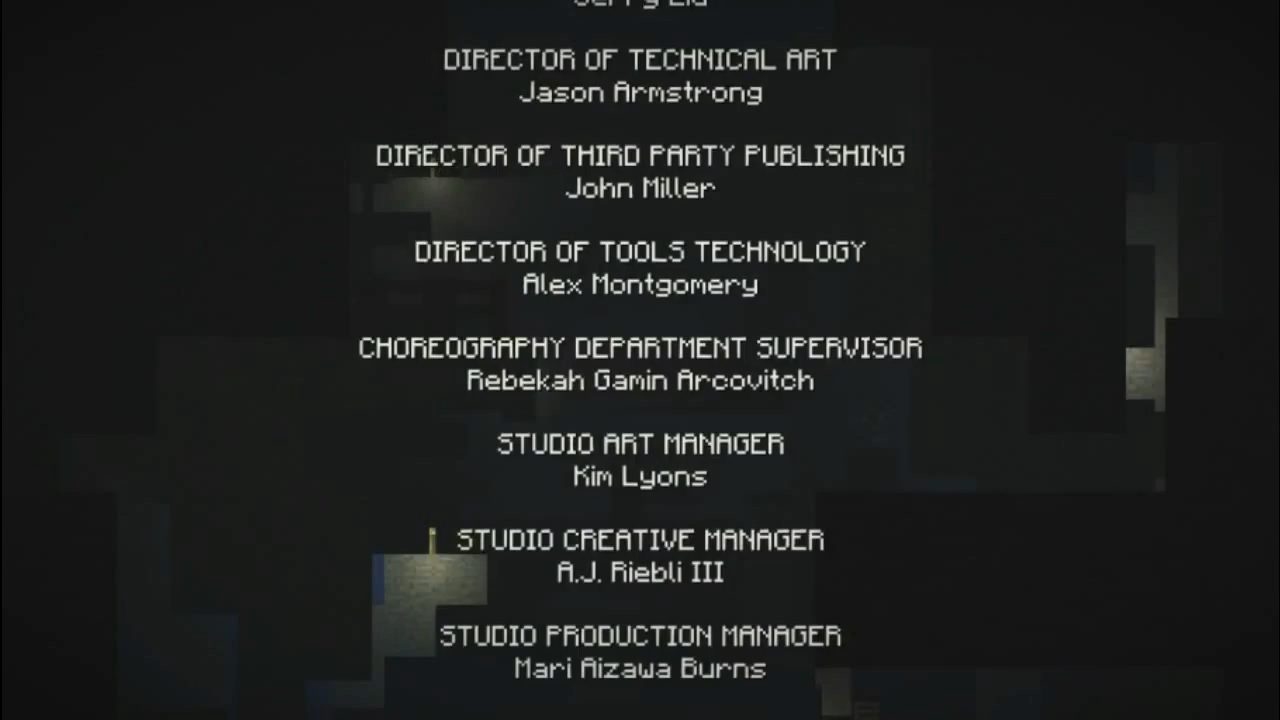 DIRECTOR OF TECHNICAL ART
Jason Armstrong
DIRECTOR OF THIRD PARTY PUBLISHING
John Miller
DIRECTOR OF TOOLS TECHNOLOGY
Alex Montgomery
CHOREOGRAPHY DEPARTMENT SUPERVISOR
Rebekah Gamin Arcovitch
STUDIO ART MANAGER
Kim Lyons
STUDIO CREATIVE MANAGER
A.J. Riebli III
STUDIO PRODUCTION MANAGER
Mari Aizawa Burns